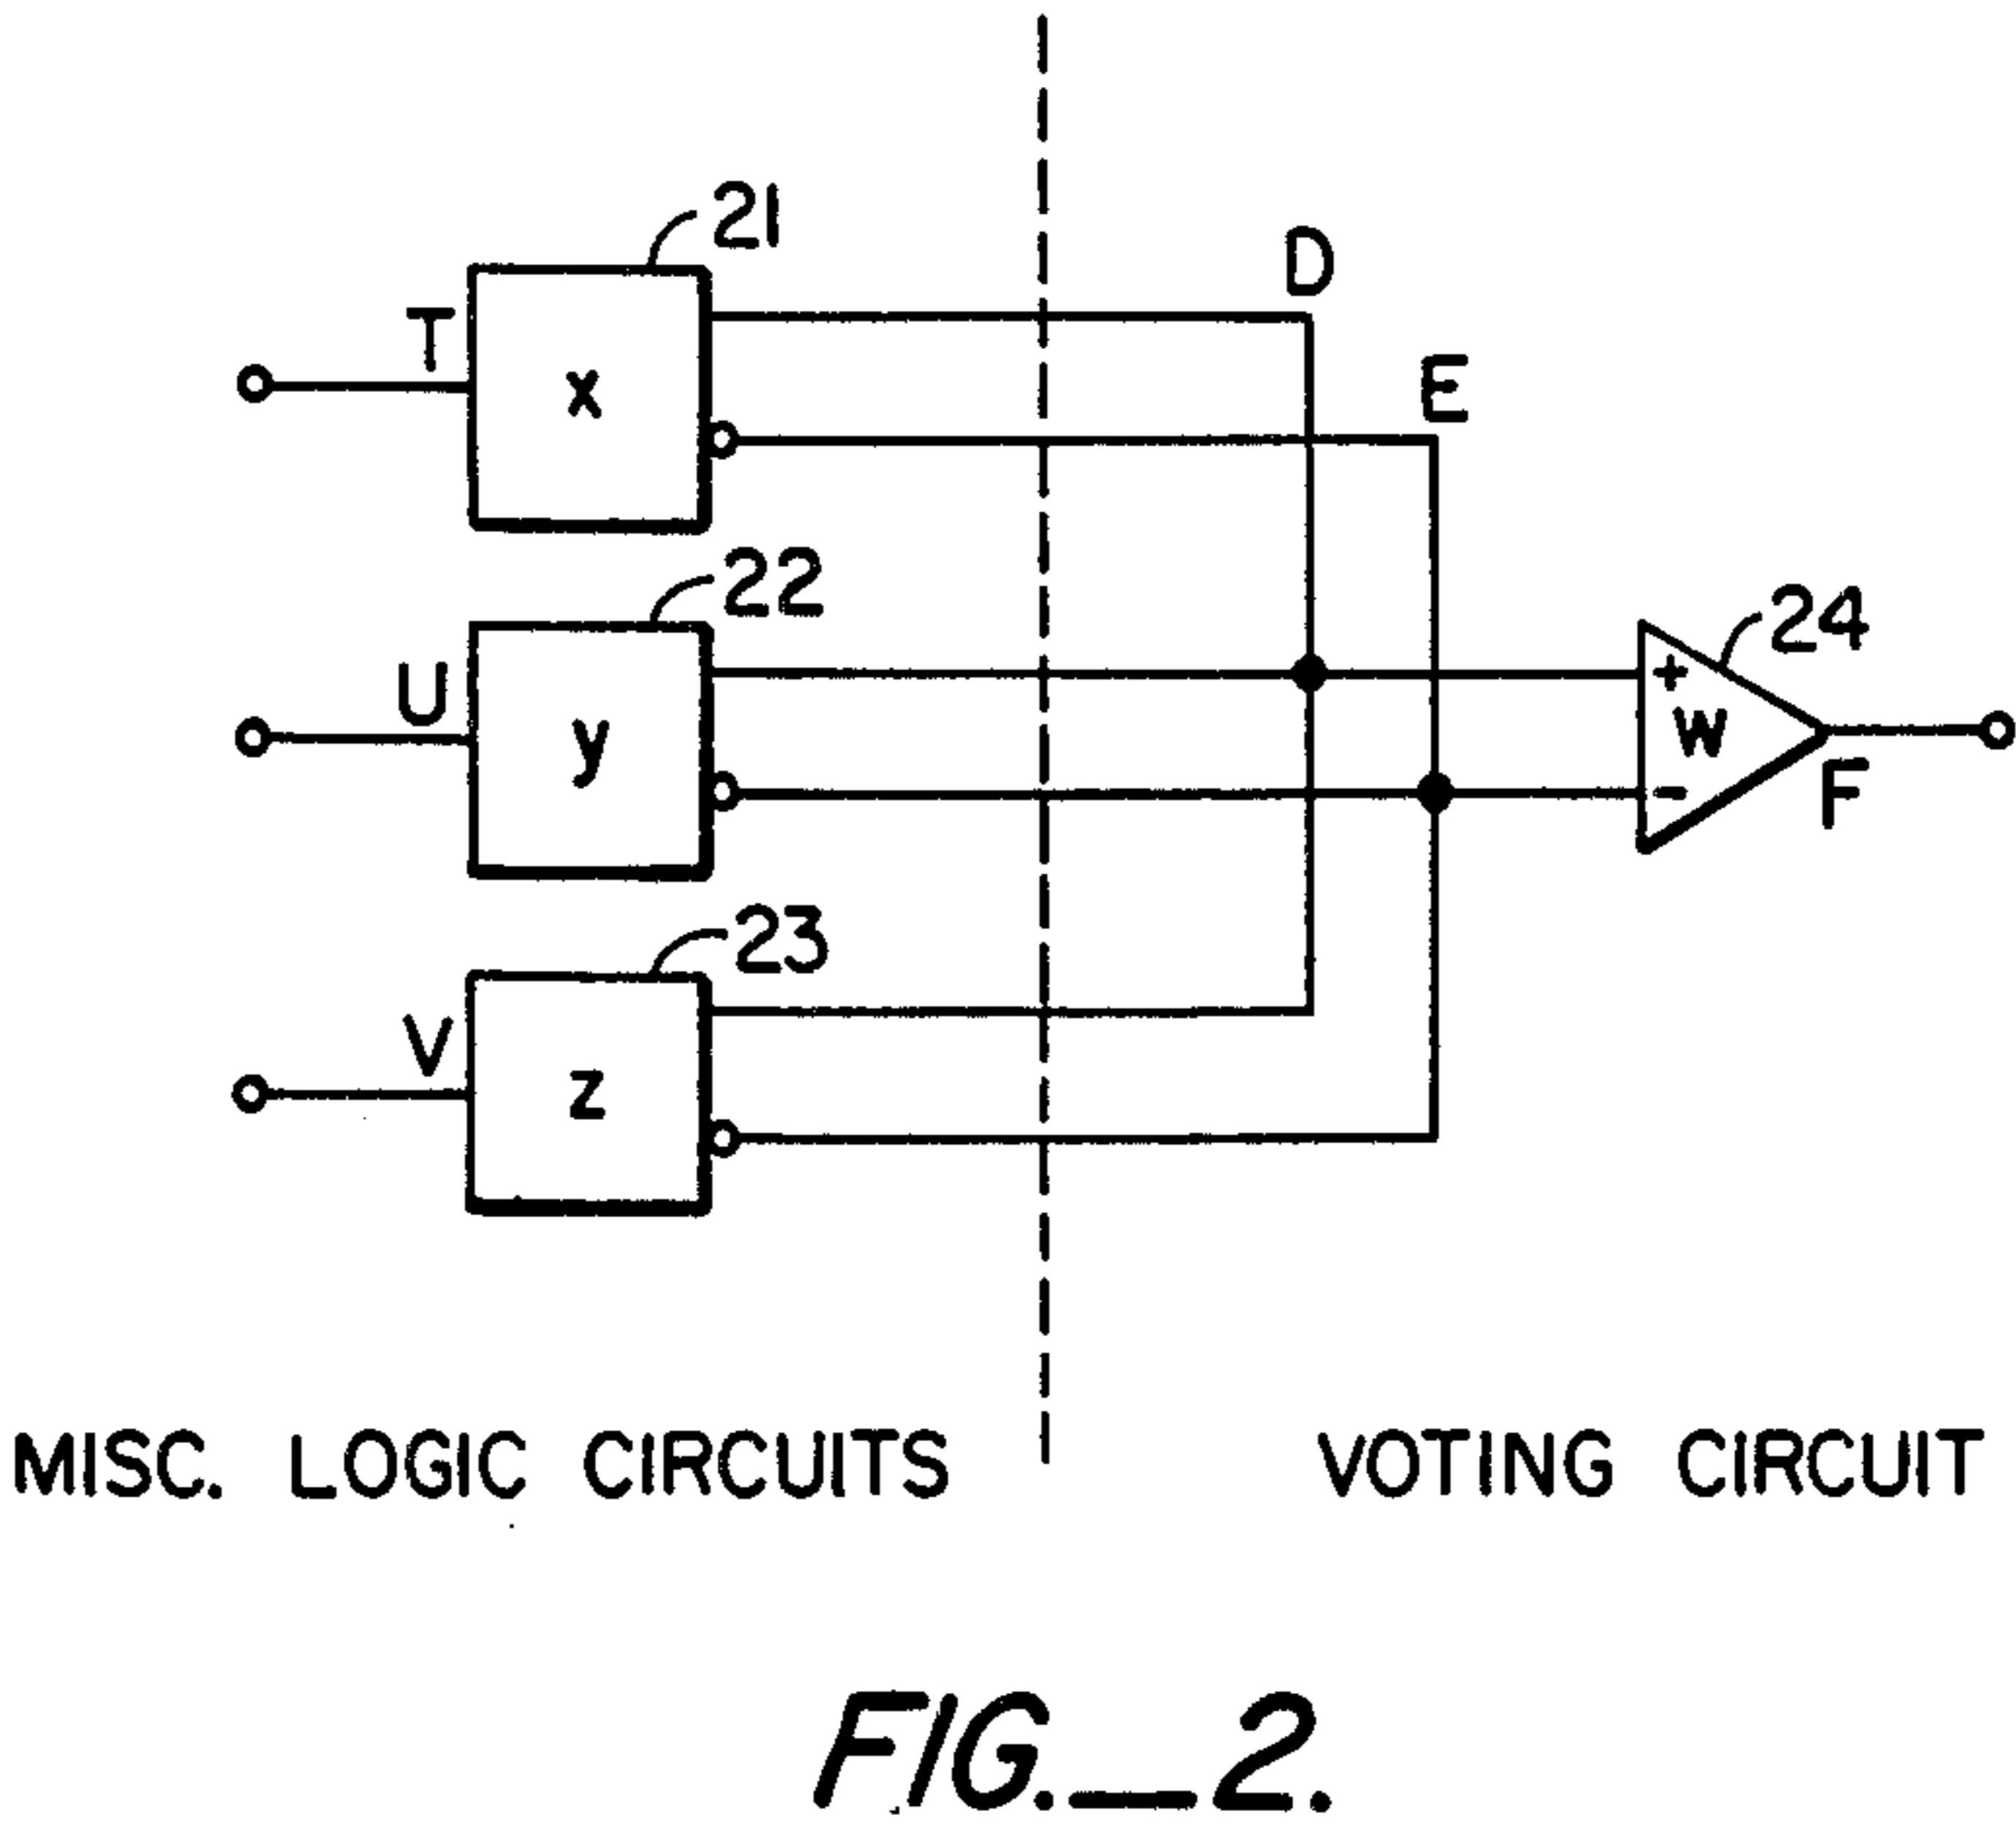 21
D
T
E
x
22
24
U
+
y
w
-
F
23
V
z
MISC. LOGIC CIRCUITS
VOTING CIRCUIT
FIG._2.